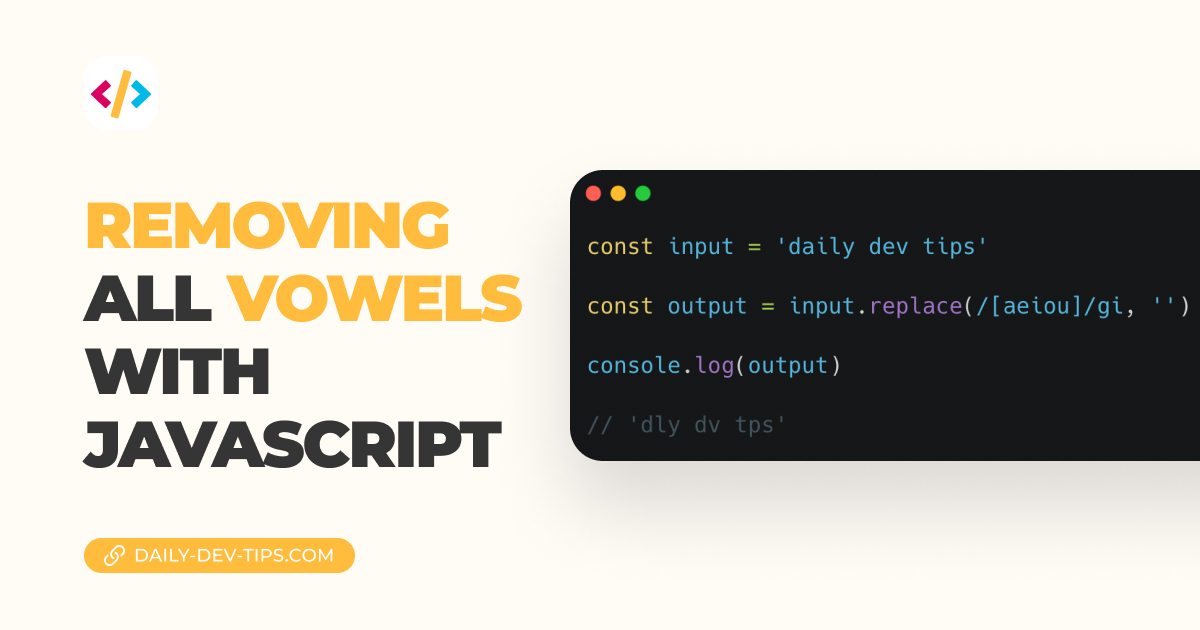 REMOVING
ALL VOWELS
WITH
JAVASCRIPT
DAILY-DEV-TIPS.COM
const input = 'daily dev tips'
const output = input.replace(/[aeiou]/gi, '')
console.log(output)
// 'dly dv tps'